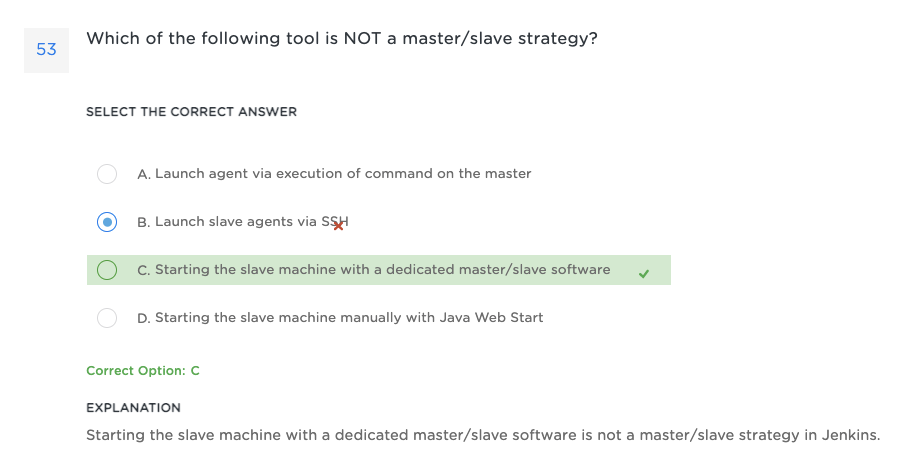 53
Which of the following tool is NOT a master/slave strategy?
SELECT THE CORRECT ANSWER
A. Launch agent via execution of command on the master
B. Launch slave agents via SSH
C. Starting the slave machine with a dedicated master/slave software
D. Starting the slave machine manually with Java Web Start
Correct Option: C
EXPLANATION
Starting the slave machine with a dedicated master/slave software is not a master/slave strategy in Jenkins.